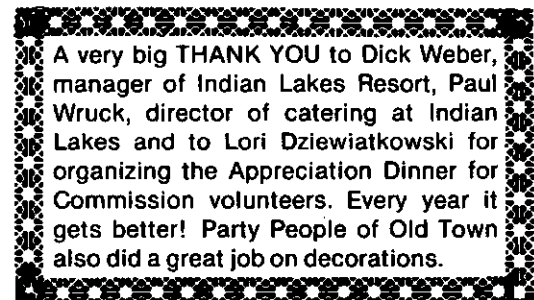 A very big THANK YOU to Dick Weber,
manager of Indian Lakes Resort, Paul
Wruck, director of catering at Indian
Lakes and to Lori Dziewiatkowski for
organizing the Appreciation Dinner for
Commission volunteers. Every year it
gets better! Party People of Old Town
also did a great job on decorations.